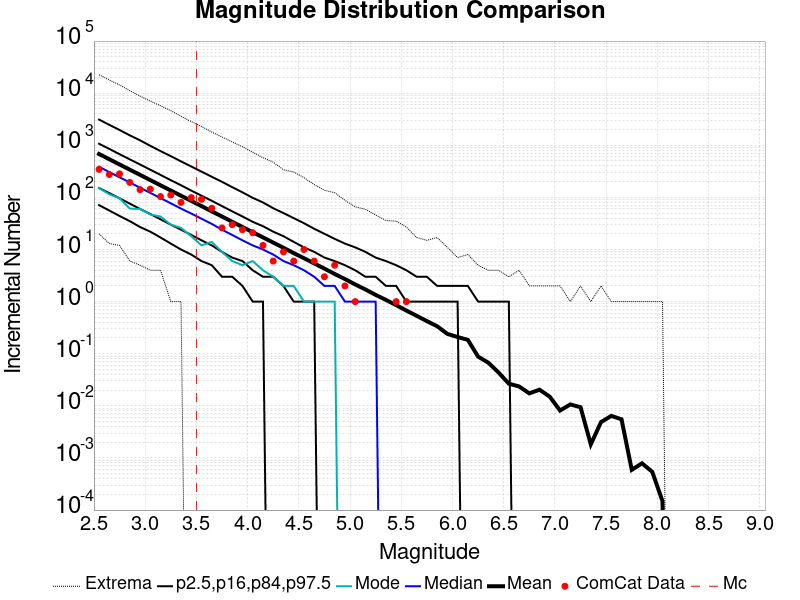 Magnitude Distribution Comparison
10^5
10^4
10^3
10^2
10^1
10^0
10^-1
10^-2
10^-3
10^-4
Incremental Number
2.5 3.0 3.5 4.0 4.5 5.0 5.5 6.0 6.5 7.0 7.5 8.0 8.5 9.0
Magnitude
Extrema p2.5,p16,p84,p97.5 Mode Median Mean ComCat Data Mc